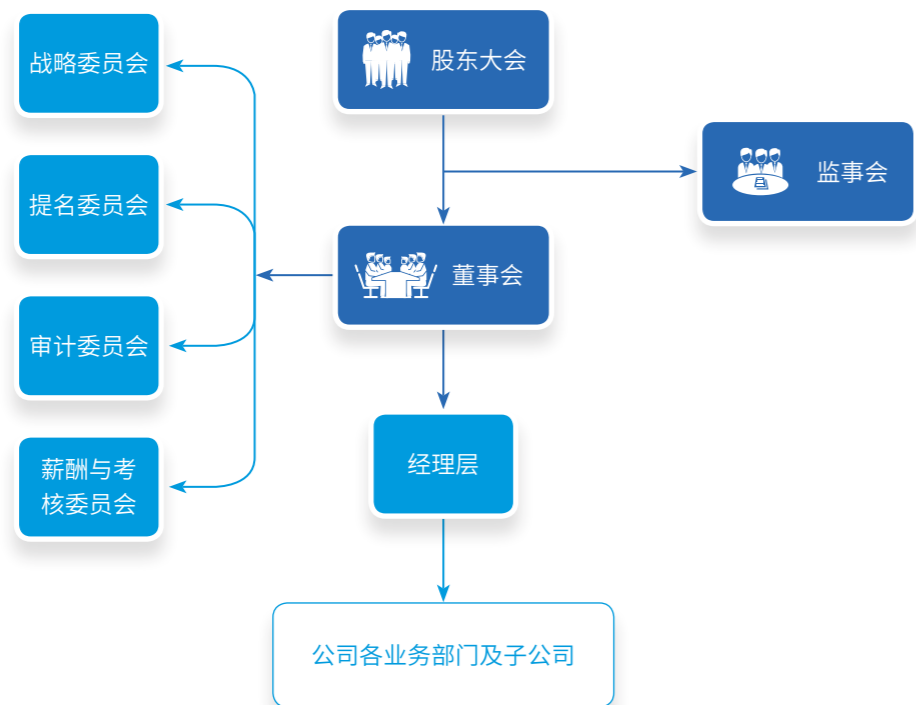 股东大会
战略委员会
监事会
提名委员会
董事会
审计委员会
经理层
薪酬与考
核委员会
公司各业务部门及子公司